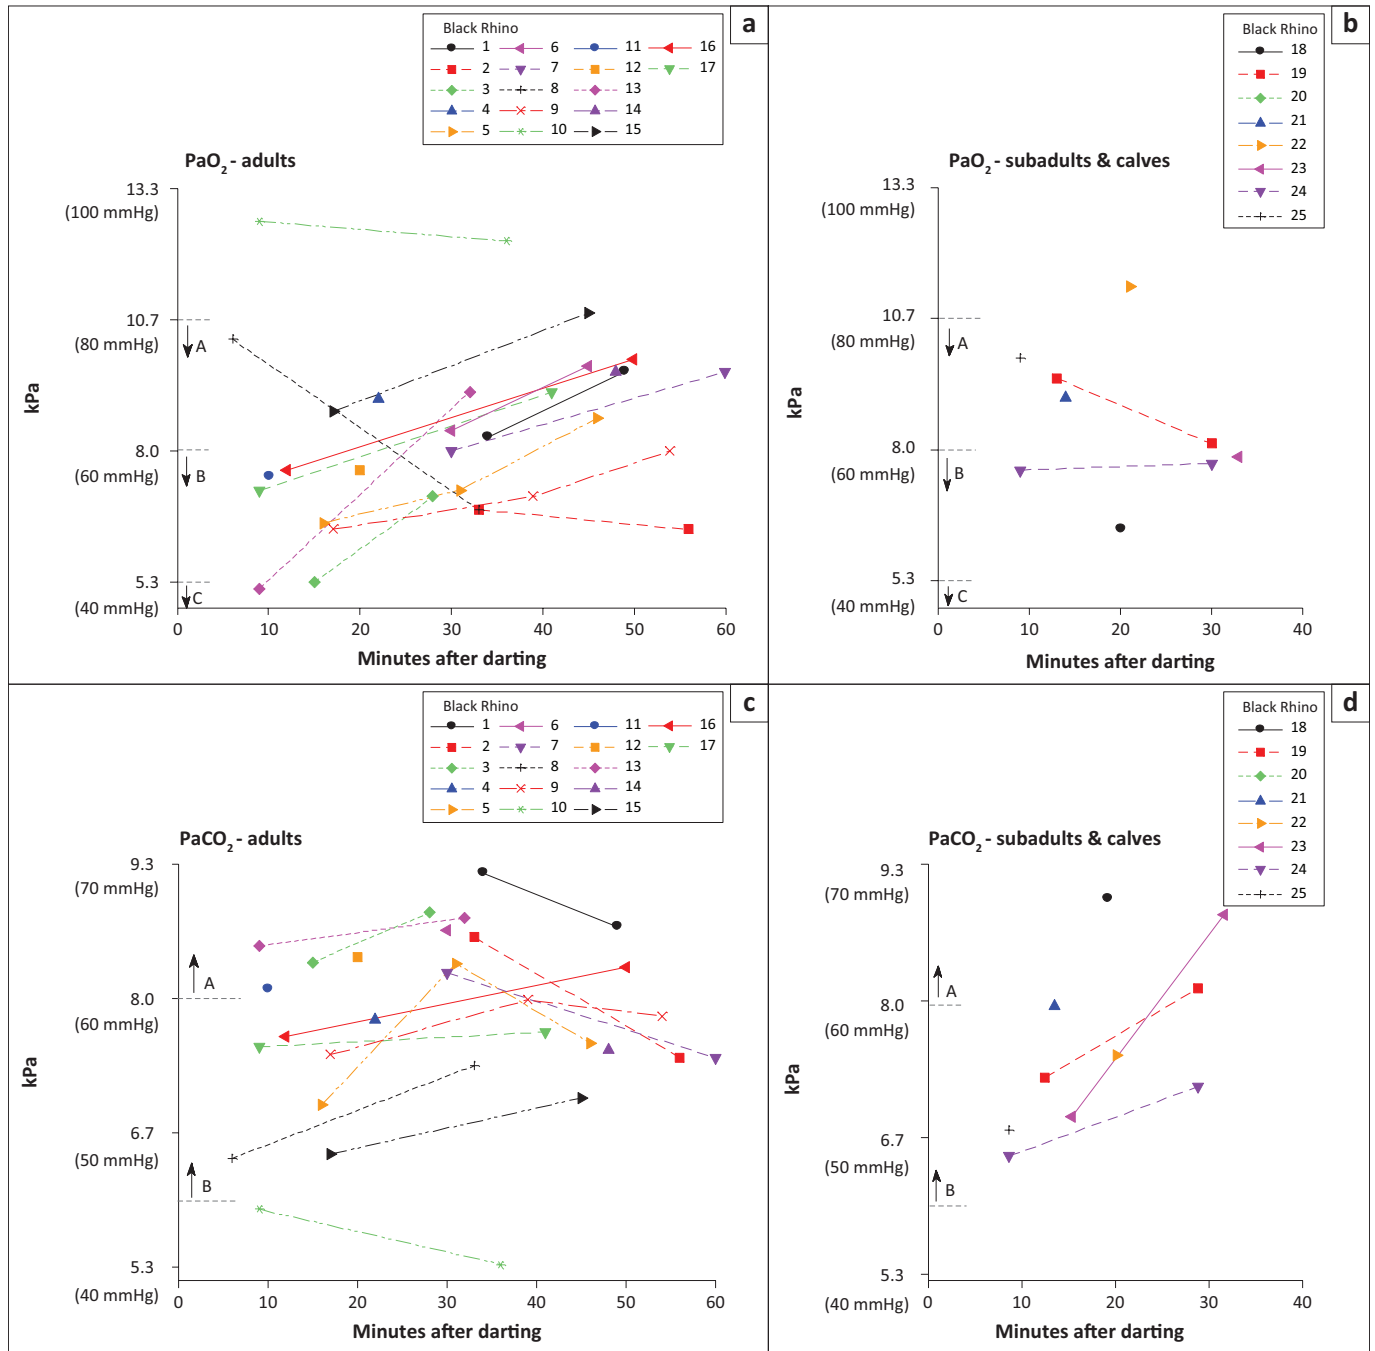 a
Black Rhino
1 6 11 16
2 7 12 17
3 8 13
4 9 14
5 10 15
PaO2 - adults
13.3
(100 mmHg)
10.7
(80 mmHg)
A
8.0
(60 mmHg)
B
5.3
(40 mmHg)
C
kPa
0 10 20 30 40 50 60
Minutes after darting
b
Black Rhino
18
19
20
21
22
23
24
25
PaO2 - subadults & calves
13.3
(100 mmHg)
10.7
(80 mmHg)
A
8.0
(60 mmHg)
B
5.3
(40 mmHg)
C
kPa
0 10 20 30 40
Minutes after darting
c
Black Rhino
1 6 11 16
2 7 12 17
3 8 13
4 9 14
5 10 15
PaCO2 - adults
9.3
(70 mmHg)
A
8.0
(60 mmHg)
6.7
(50 mmHg)
B
5.3
(40 mmHg)
kPa
0 10 20 30 40 50 60
Minutes after darting
d
Black Rhino
18
19
20
21
22
23
24
25
PaCO2 - subadults & calves
9.3
(70 mmHg)
A
8.0
(60 mmHg)
6.7
(50 mmHg)
B
5.3
(40 mmHg)
kPa
0 10 20 30 40
Minutes after darting